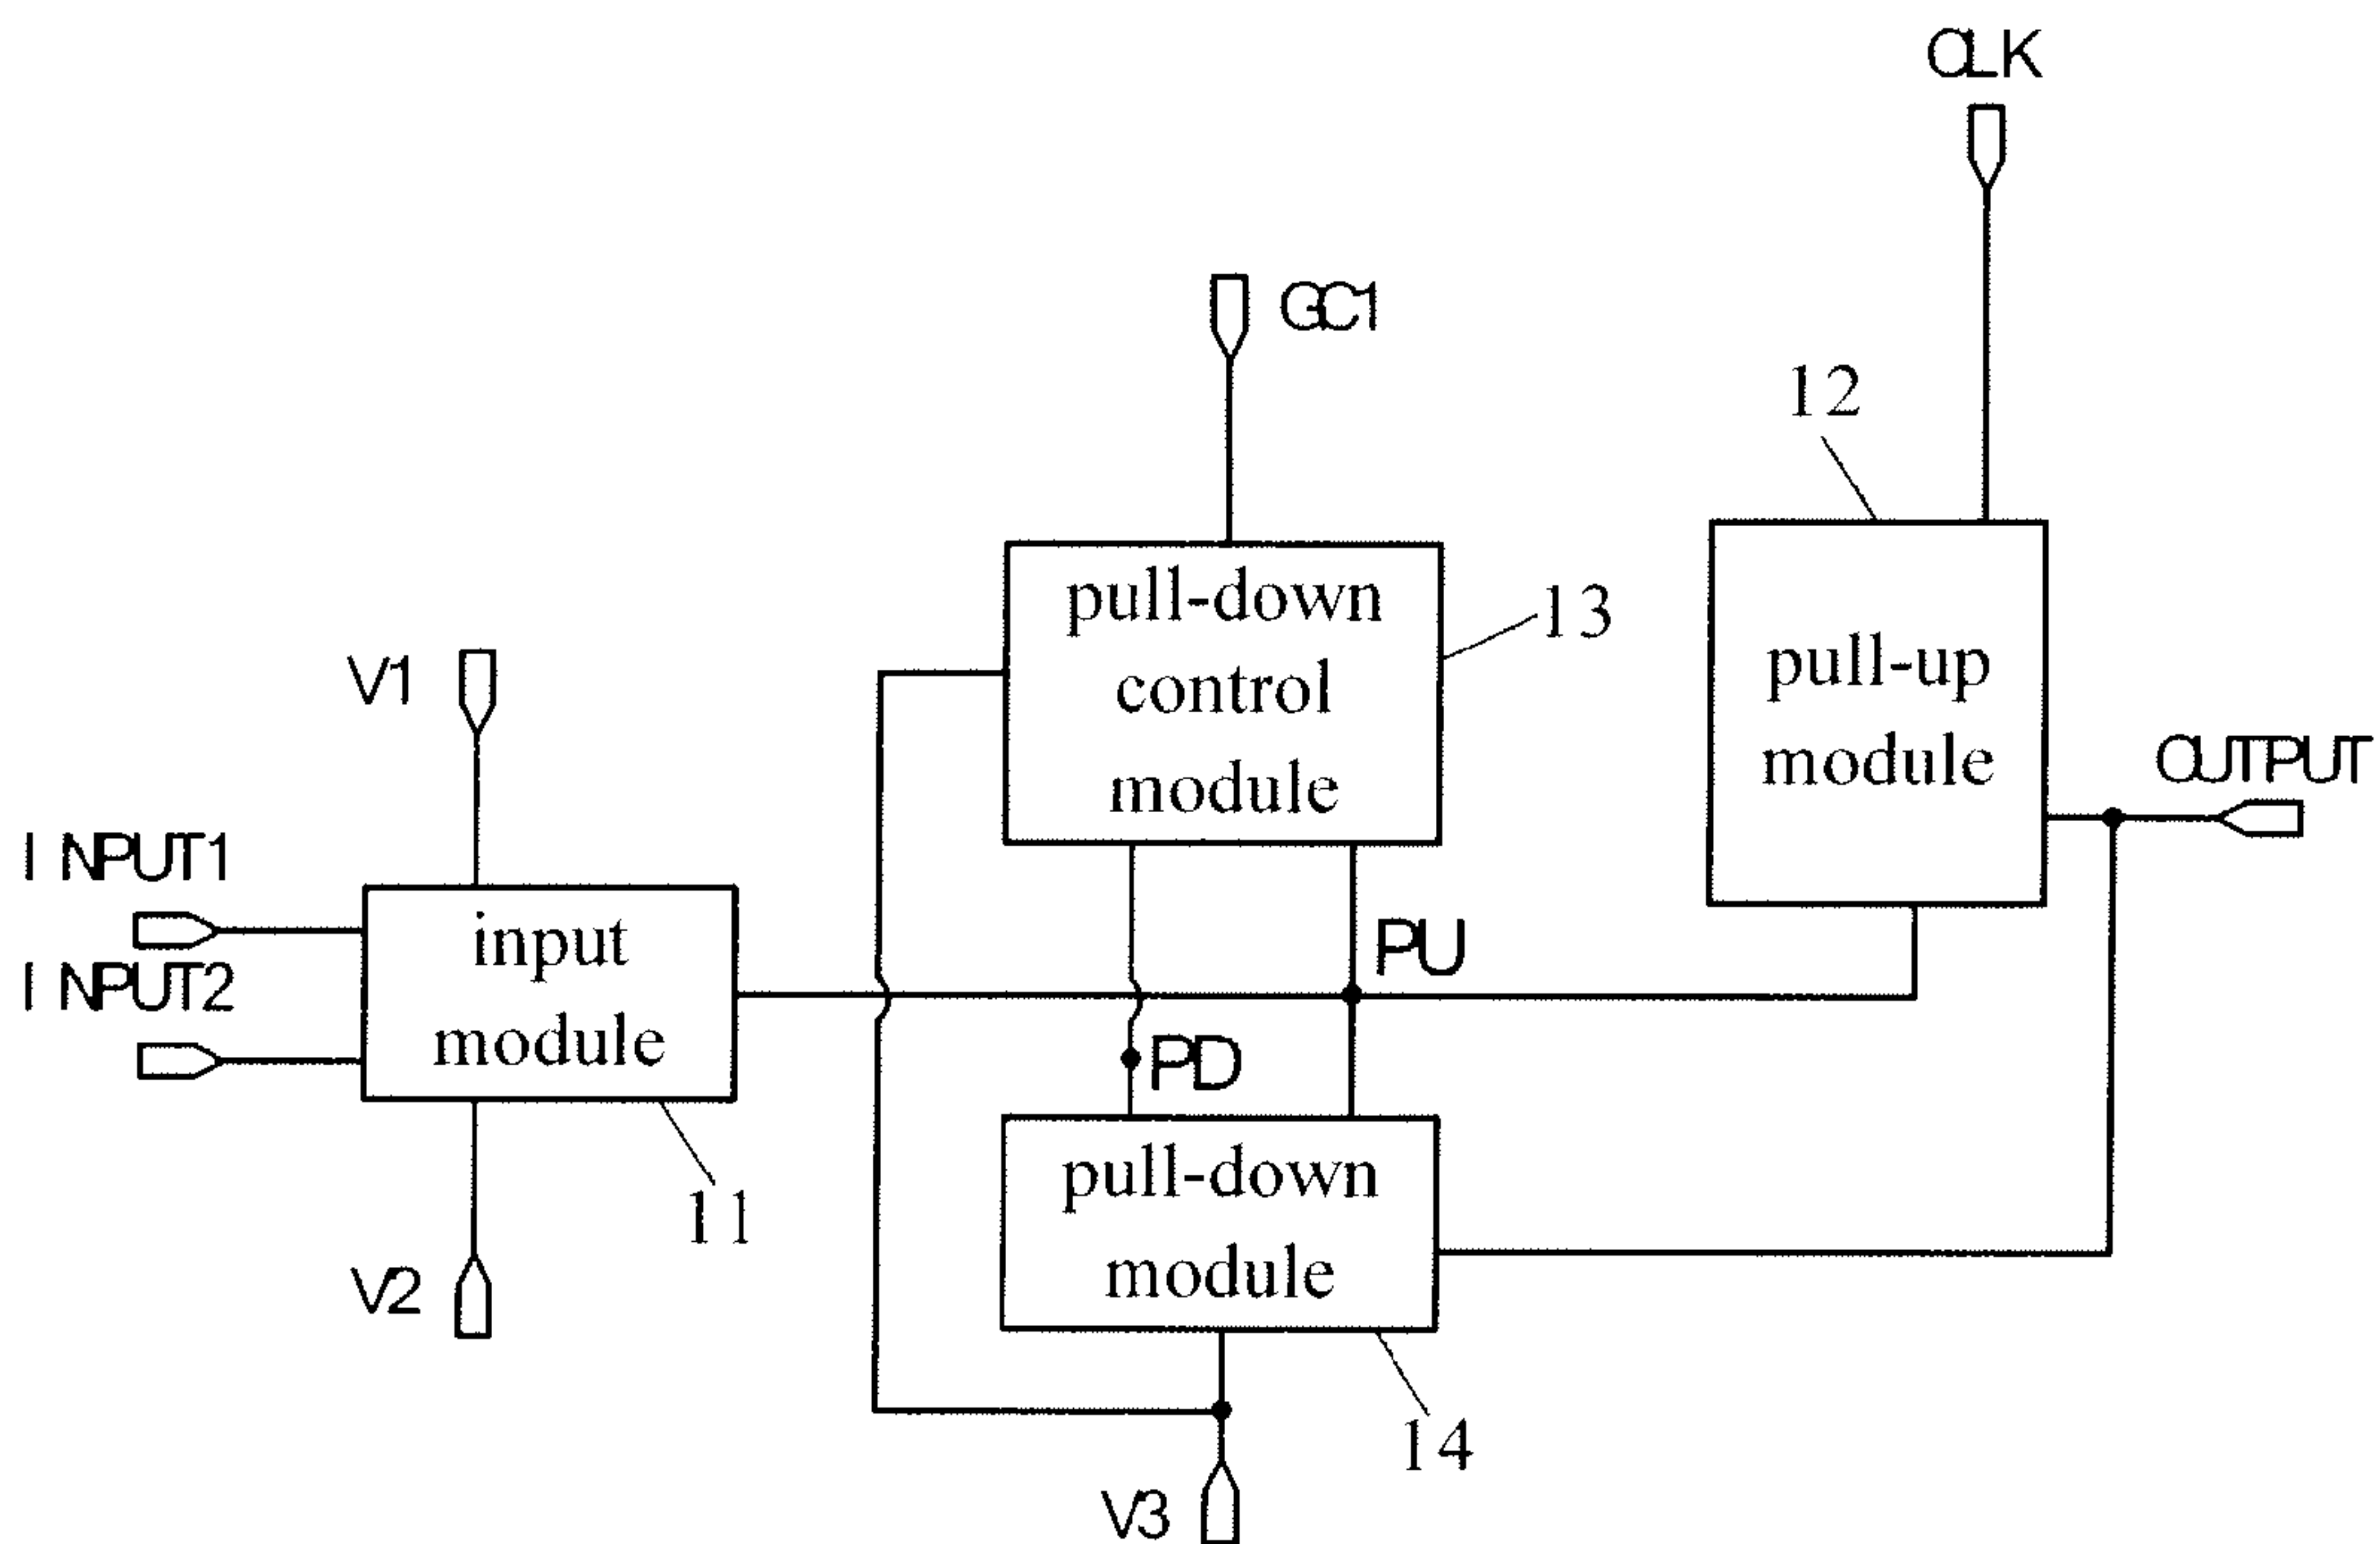 CLK
GC1
12
pull-down
control
module
13
pull-up
module
V1
OUTPUT
INPUT1
INPUT2
input
module
PU
PD
11
pull-down
module
V2
14
V3